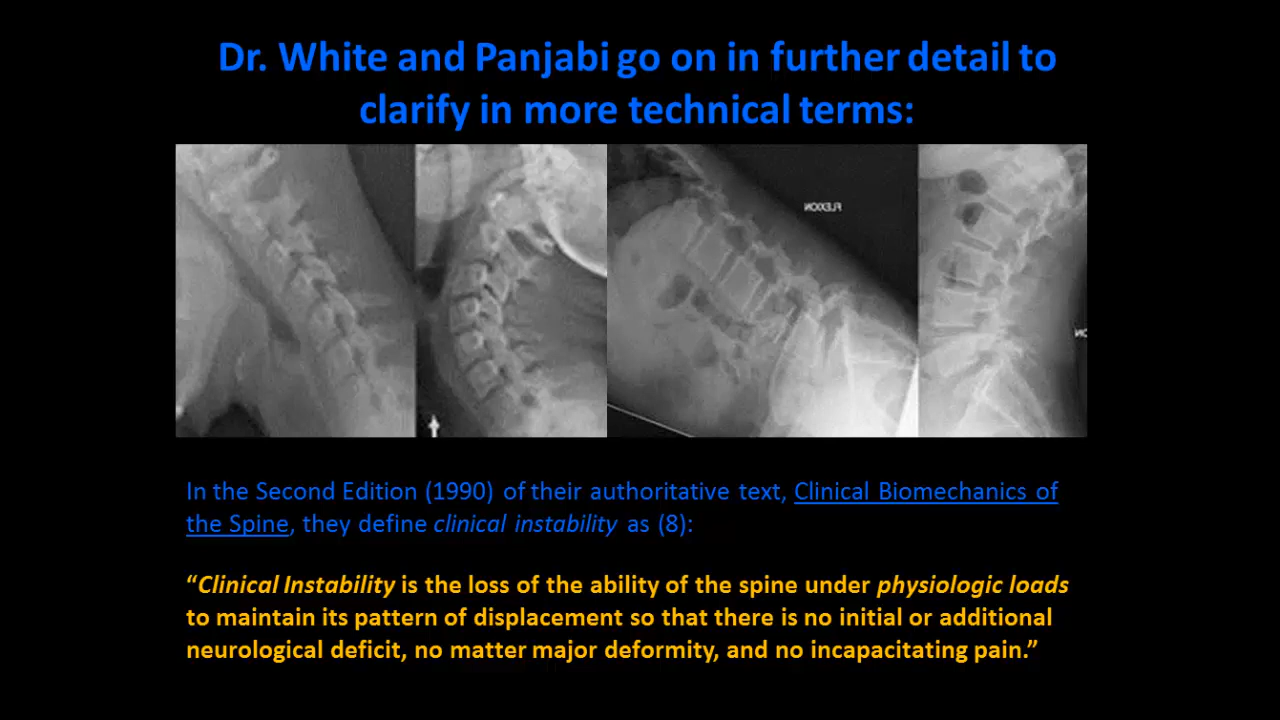 Dr. White and Panjabi go on in further detail to
clarify in more technical terms:
FLEXION
In the Second Edition (1990) of their authoritative text, Clinical Biomechanics of
the Spine, they define clinical instability as (8):
“Clinical Instability is the loss of the ability of the spine under physiologic loads
to maintain its pattern of displacement so that there is no initial or additional
neurological deficit, no matter major deformity, and no incapacitating pain.”